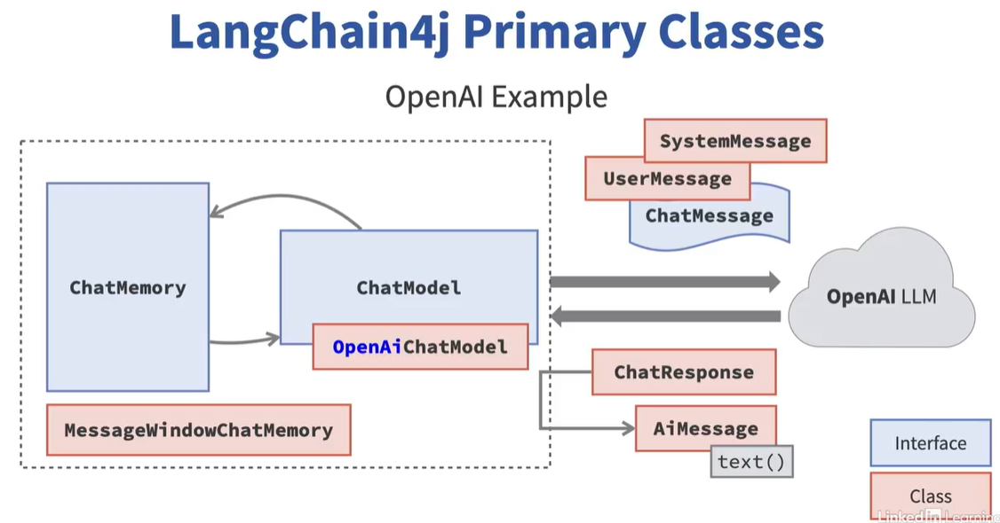 LangChain4j Primary Classes
OpenAI Example
SystemMessage
UserMessage
ChatMessage
ChatMemory
ChatModel
OpenAiChatModel
OpenAI LLM
MessageWindowChatMemory
ChatResponse
AiMessage
text()
Interface
Class
LinkedIn Learning